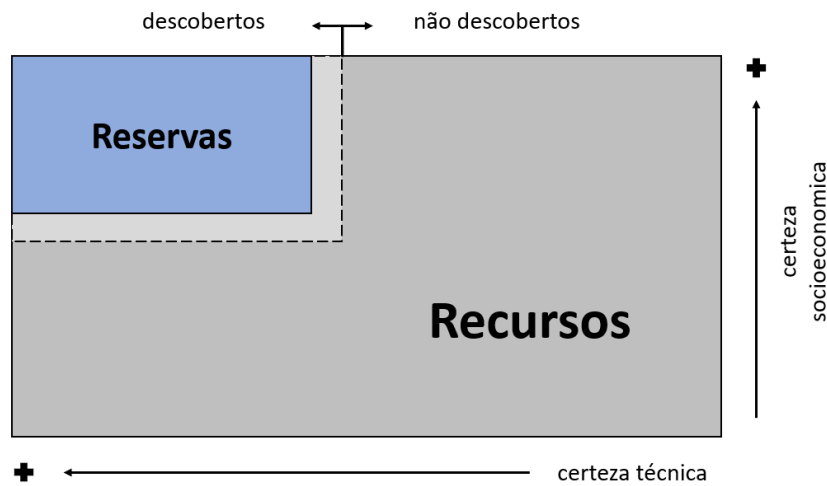 descobertos
não descobertos
Reservas
Recursos
certeza
socioeconomica
certeza técnica